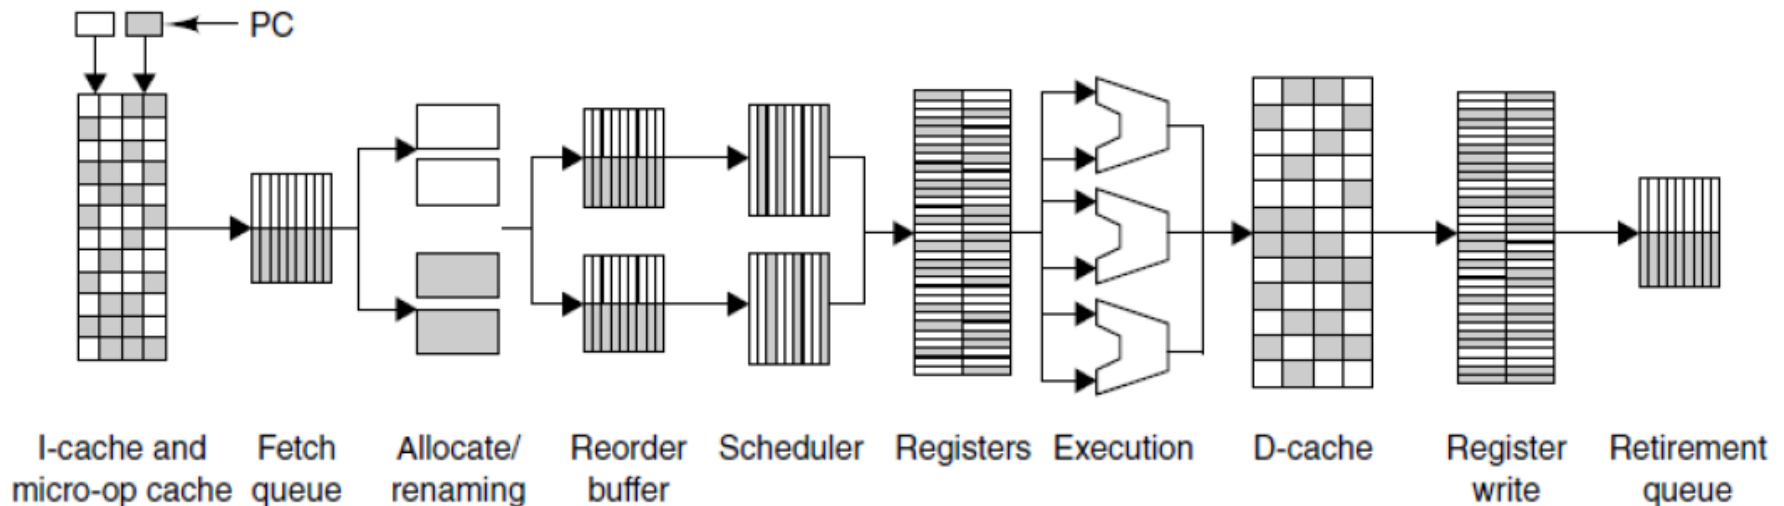 PC
I-cache and
micro-op cache
Fetch
queue
Allocate/
renaming
Reorder
buffer
Scheduler
Registers
Execution
D-cache
Register
write
Retirement
queue